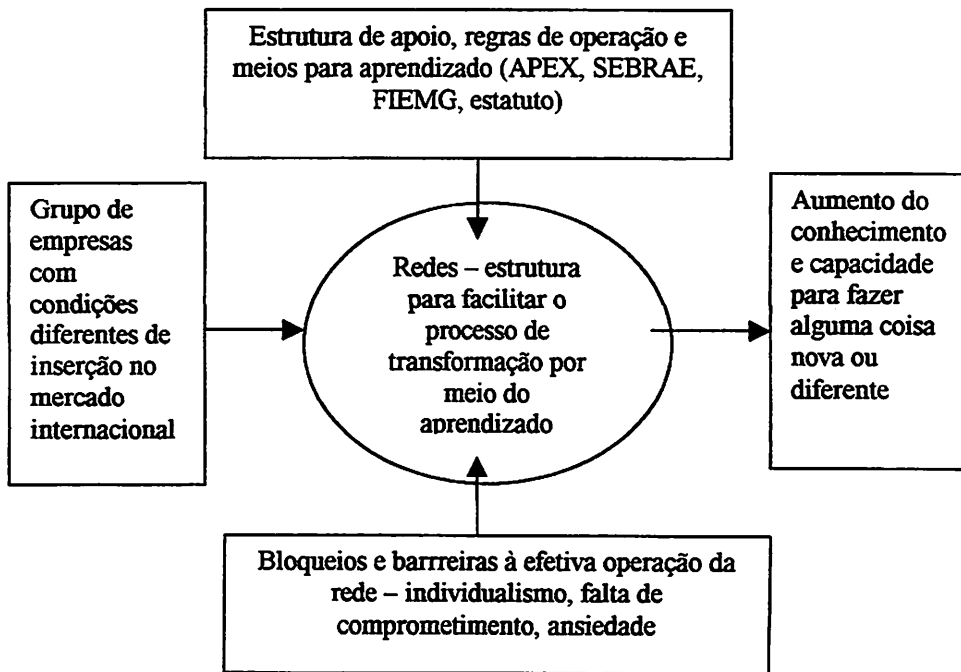 Estrutura de apoio, regras de operação e
meios para aprendizado (APEX, SEBRAE,
FIEMG, estatuto)
Grupo de
empresas
com
condições
diferentes de
inserção no
mercado
internacional
Redes – estrutura
para facilitar o
processo de
transformação por
meio do
aprendizado
Aumento do
conhecimento
e capacidade
para fazer
alguma coisa
nova ou
diferente
Bloqueios e barrreiras à efetiva operação da
rede – individualismo, falta de
comprometimento, ansiedade